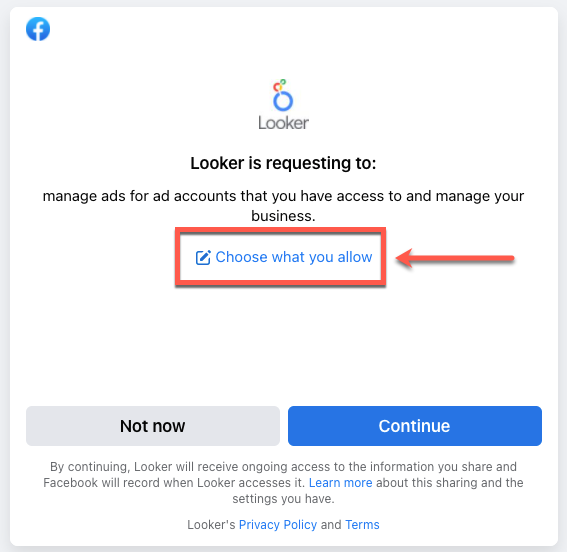 Looker
Looker is requesting to:
manage ads for ad accounts that you have access to and manage your
business.
Choose what you allow
Not now
Continue
By continuing, Looker will receive ongoing access to the information you share and
Facebook will record when Looker accesses it. Learn more about this sharing and the
settings you have.
Looker's Privacy Policy and Terms